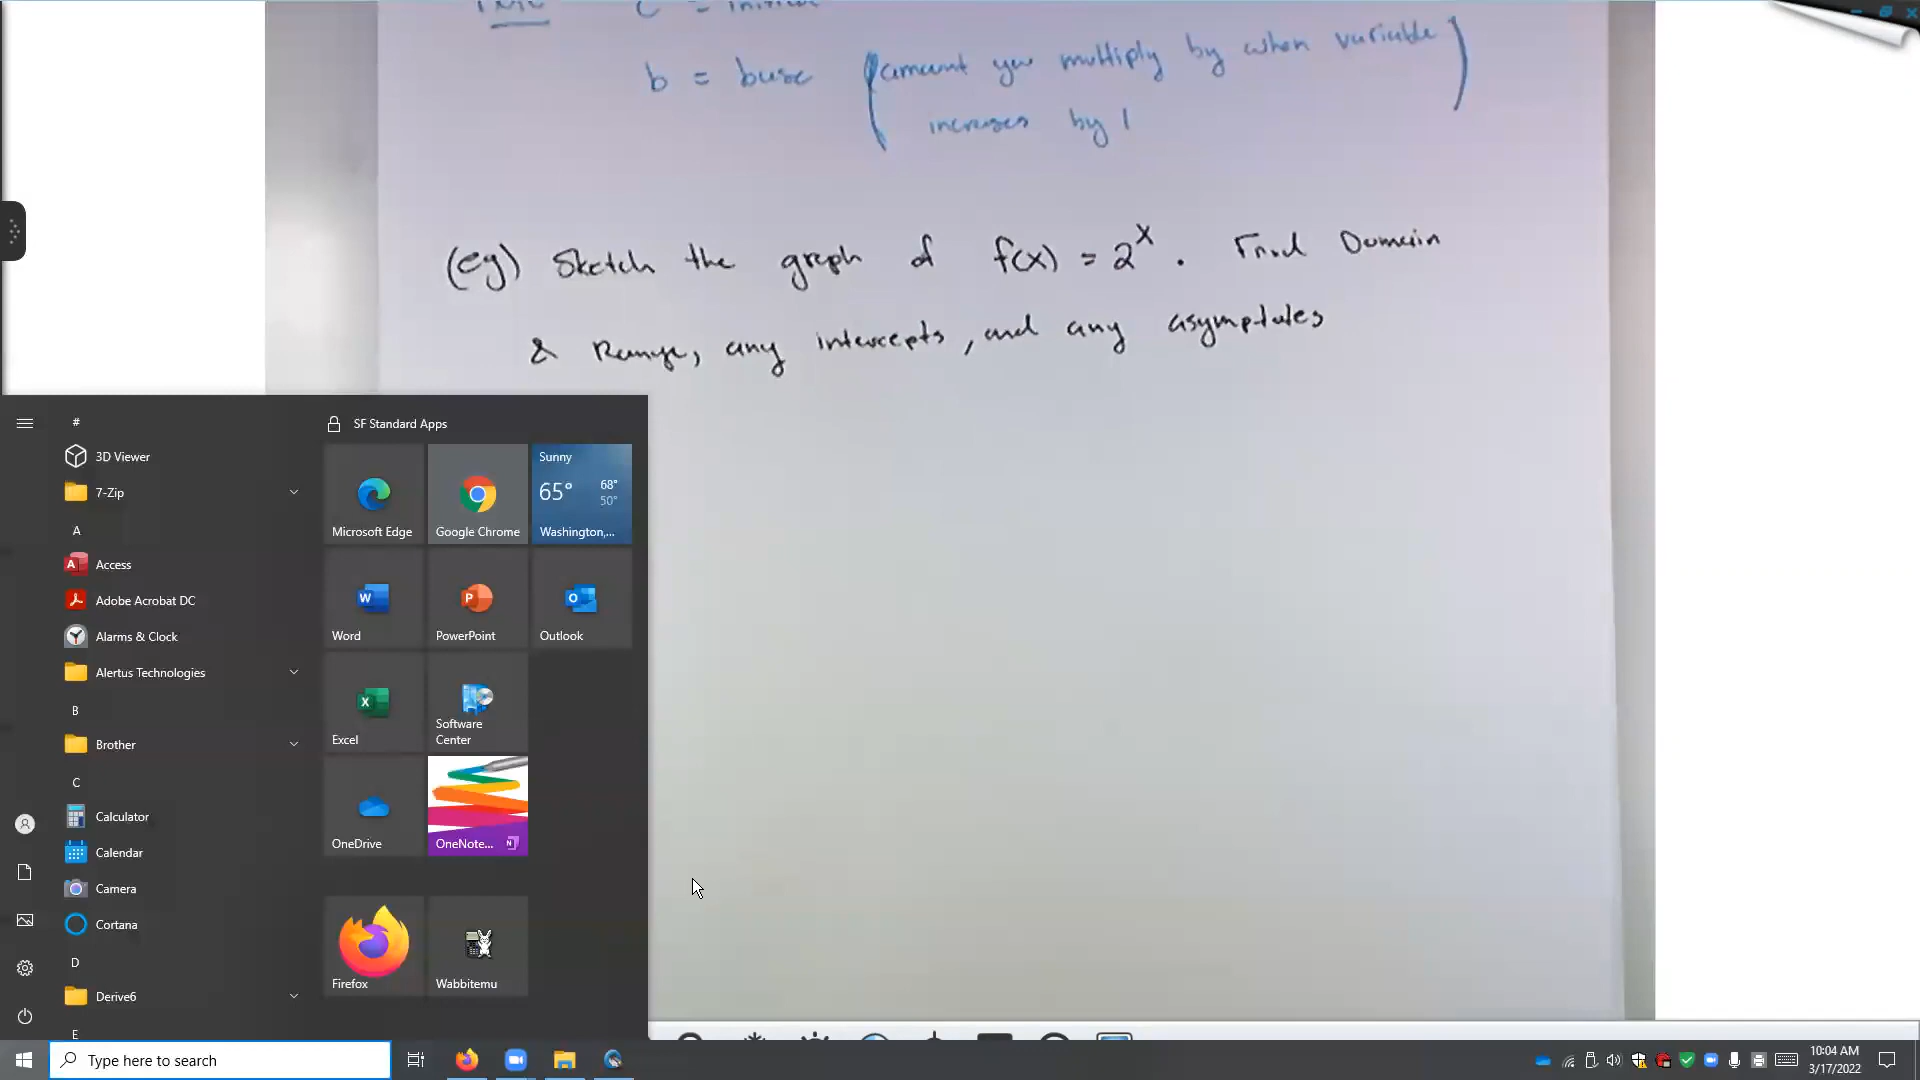 C = initial
b = base (amount you multiply by when variable
increases by 1
(eg) Sketch the graph of f(x) = 2^x. Find Domain
& Range, any intercepts, and any asymptotes
#
SF Standard Apps
3D Viewer
7-Zip
A
Access
Adobe Acrobat DC
Alarms & Clock
Alertus Technologies
B
Brother
C
Calculator
Calendar
Camera
Cortana
D
Derive6
E
Microsoft Edge
Google Chrome
Sunny
65° 68°
50°
Washington,...
Word
PowerPoint
Outlook
Excel
Software
Center
OneDrive
OneNote...
Firefox
Wabbitemu
Type here to search
10:04 AM
3/17/2022